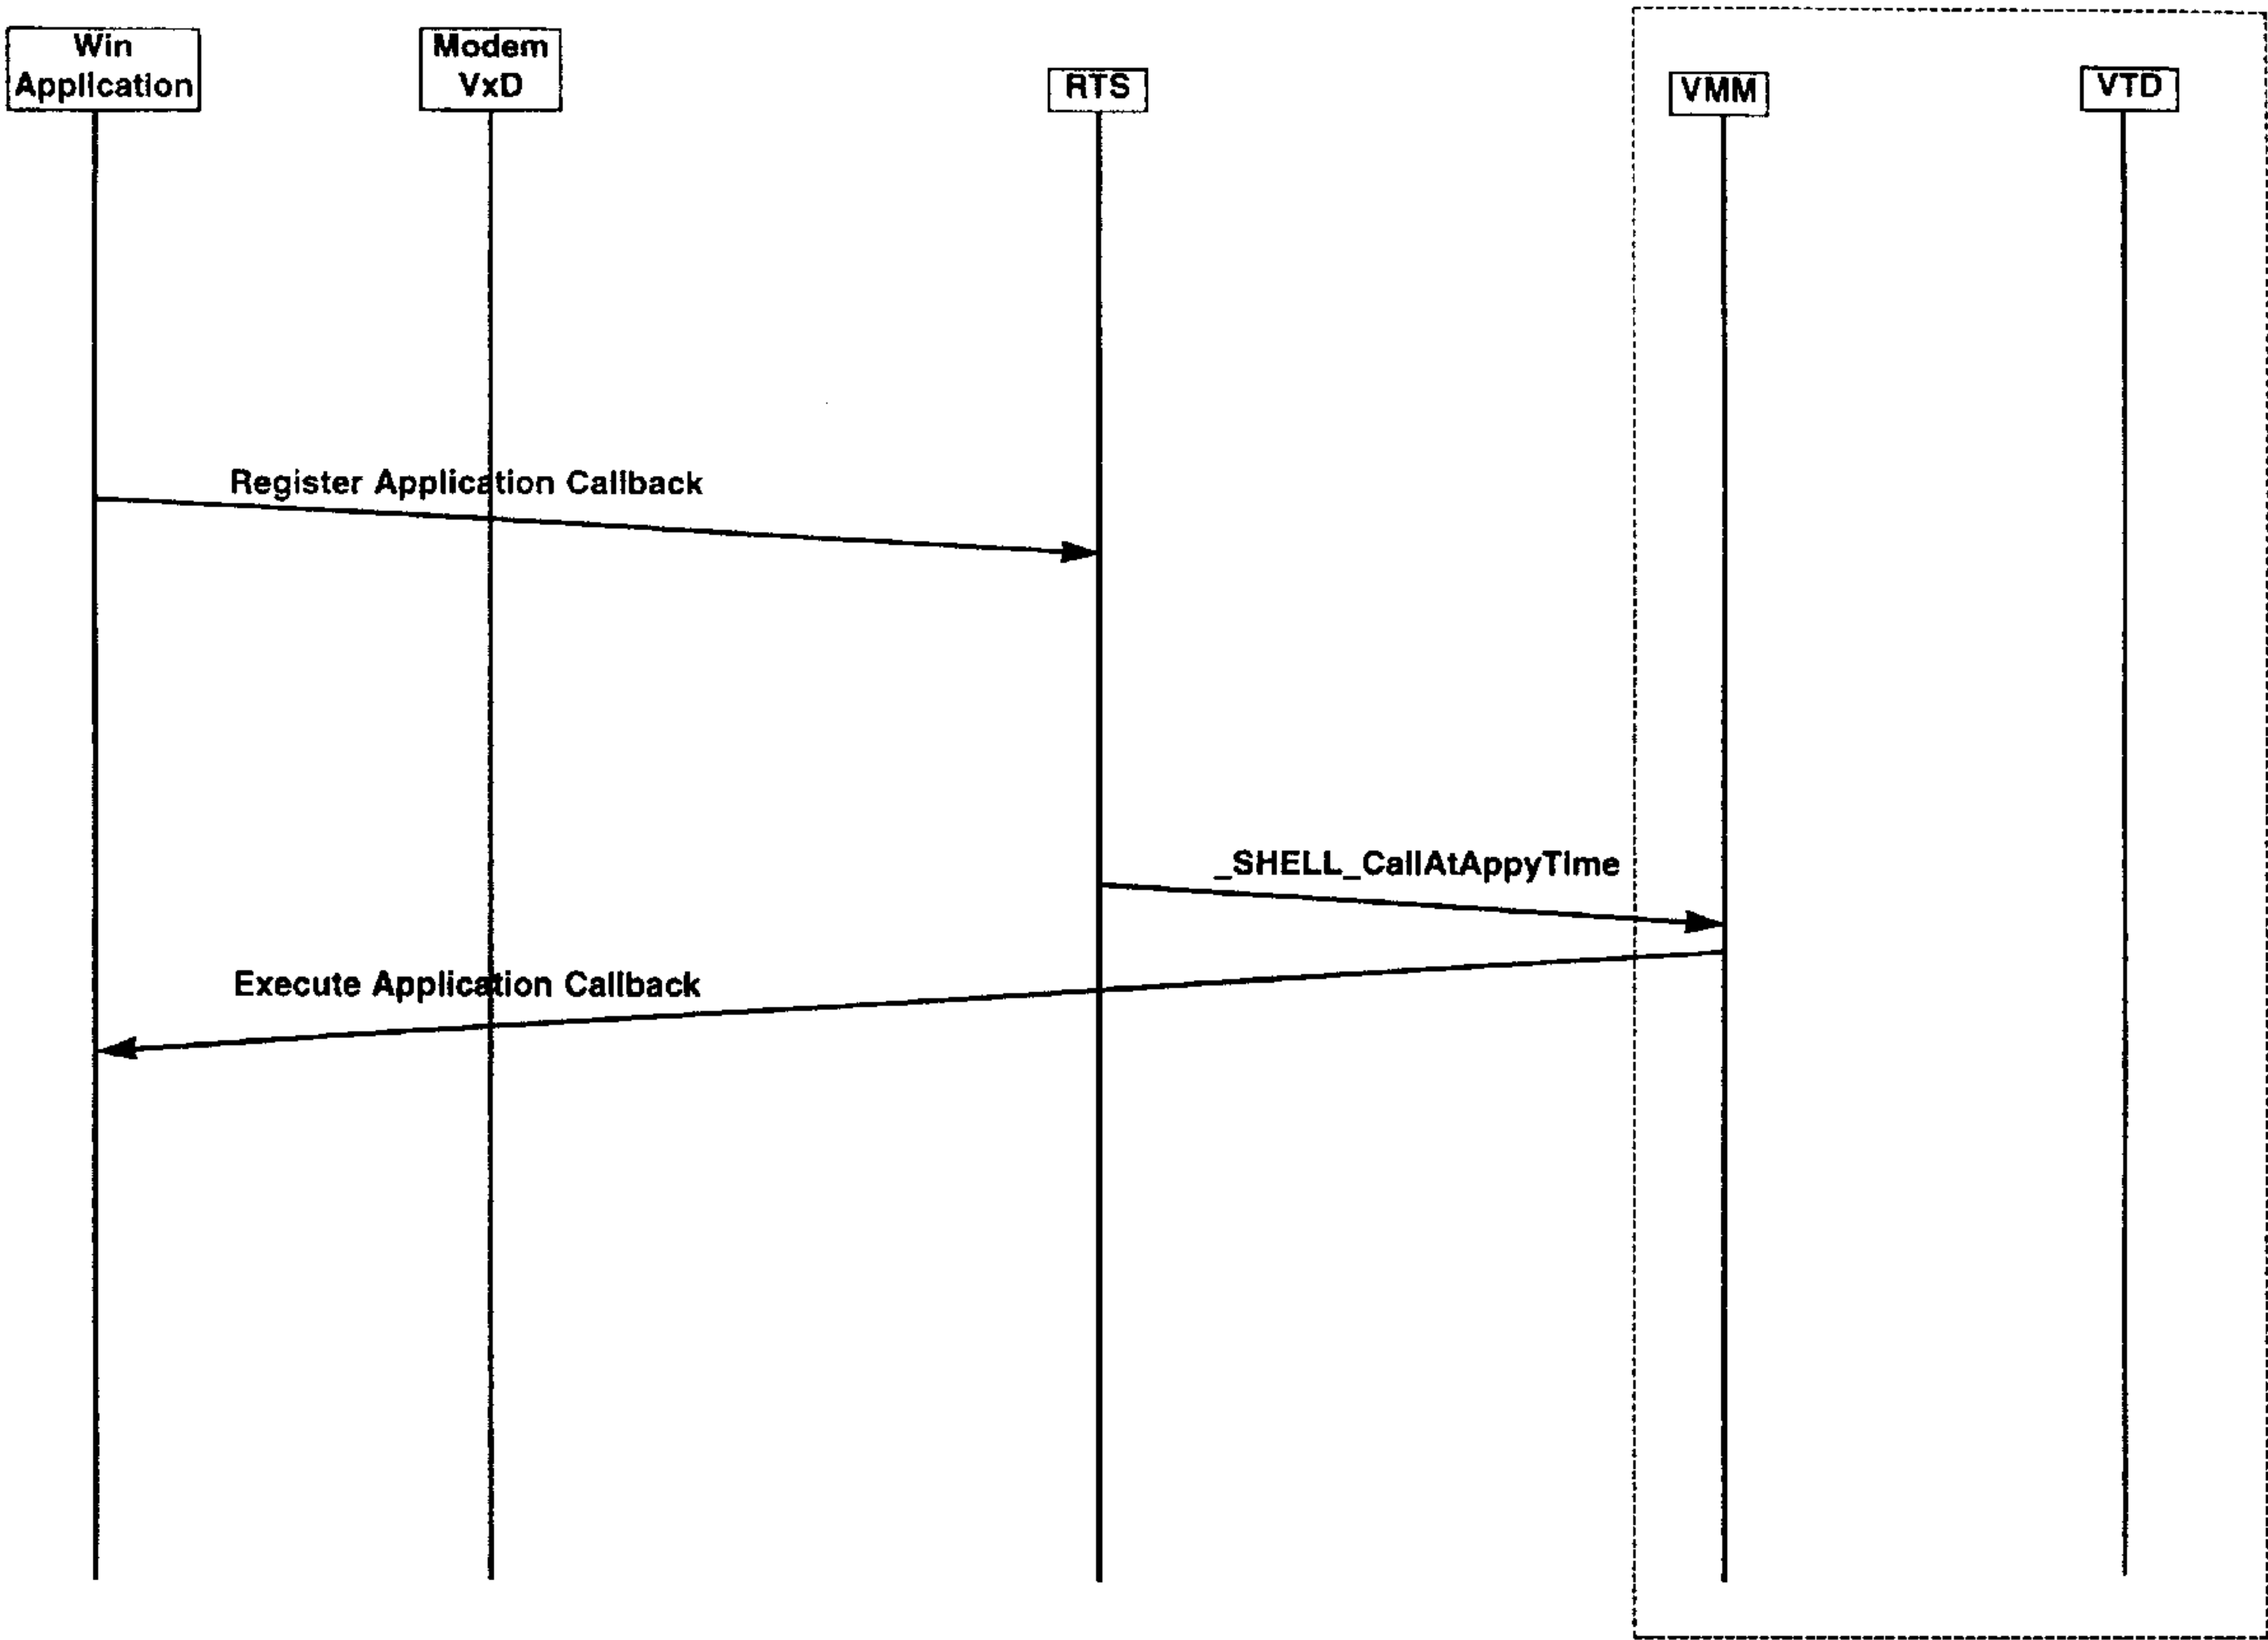 Win
Application
Modem
VxD
RTS
VMM
VTD
Register Application Callback
_SHELL_CallAtAppyTime
Execute Application Callback